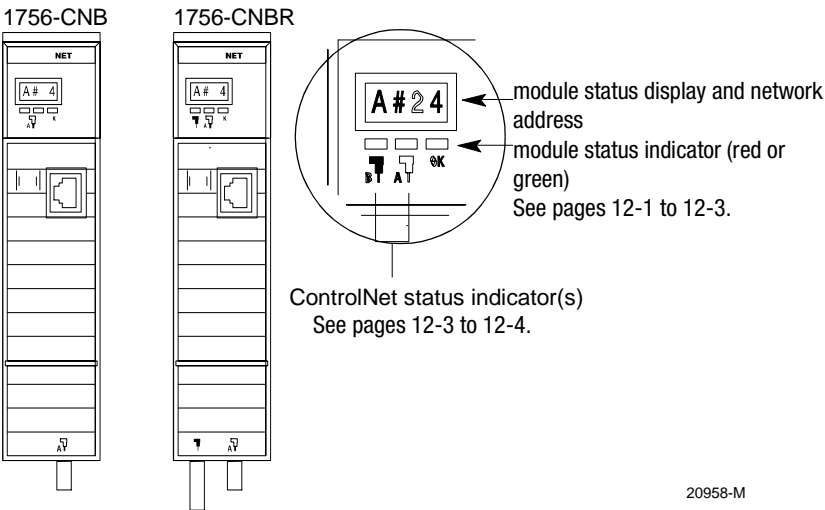 1756-CNB
1756-CNBR
NET
NET
A# 4
A# 4
A
K
A
K
A#24
B
A
OK
module status display and network
address
module status indicator (red or
green)
See pages 12-1 to 12-3.
ControlNet status indicator(s)
See pages 12-3 to 12-4.
A
A
20958-M